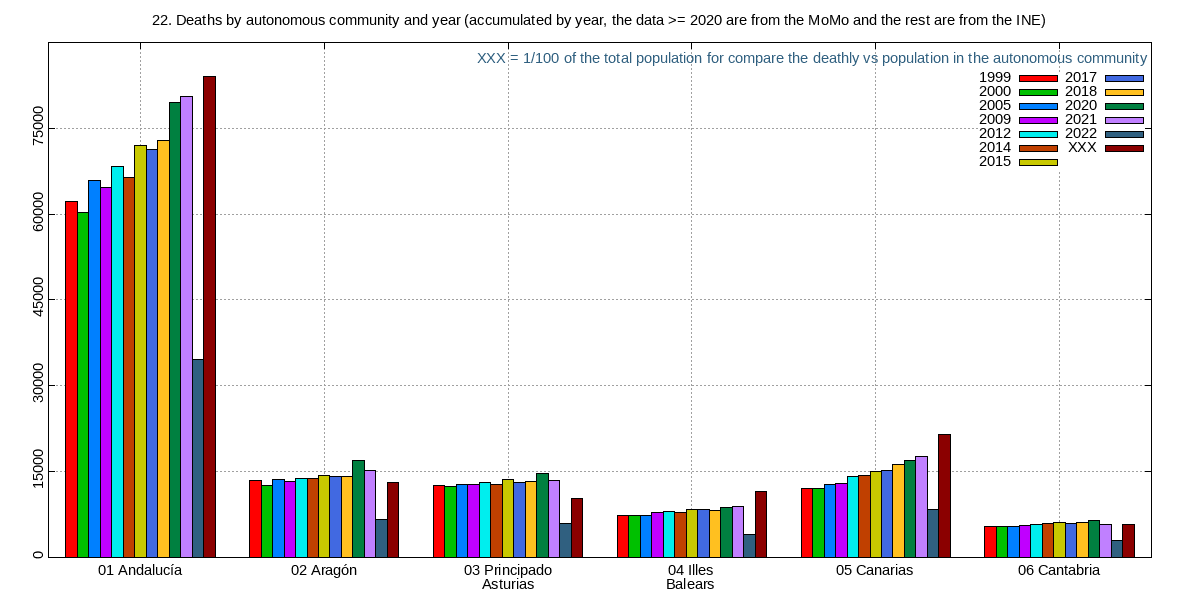 22. Deaths by autonomous community and year (accumulated by year, the data >= 2020 are from the MoMo and the rest are from the INE)
XXX = 1/100 of the total population for compare the deathly vs population in the autonomous community
1999 2017
2000 2018
2005 2020
2009 2021
2012 2022
2014 XXX
2015
75000
60000
45000
30000
15000
0
01 Andalucía 02 Aragón 03 Principado 04 Illes 05 Canarias 06 Cantabria
Asturias Balears